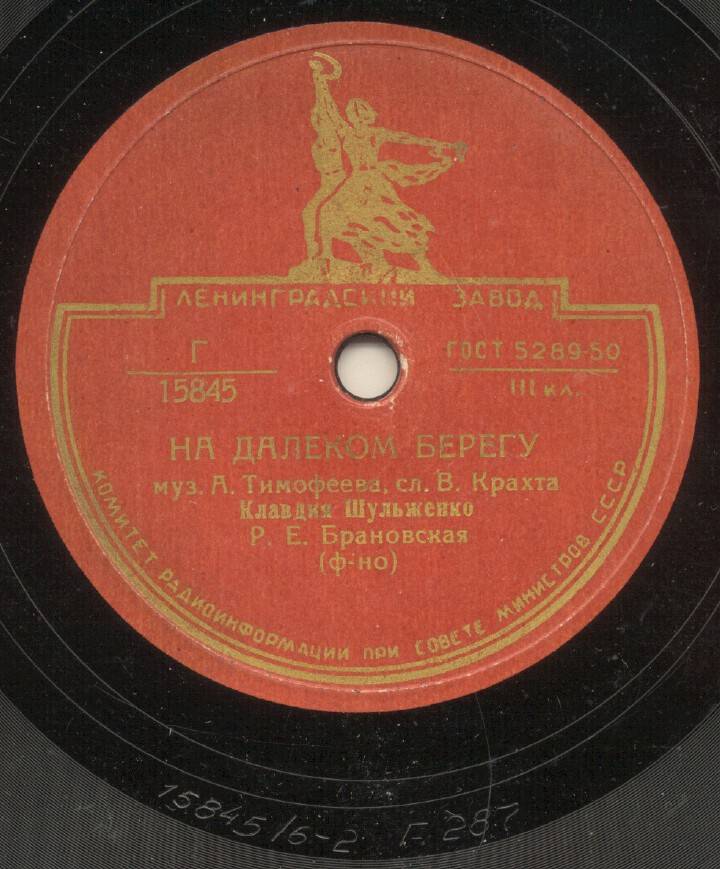 ЛЕНИНГРАДСКИЙ ЗАВОД
Г
15845
ГОСТ 5289-50
III кл.
НА ДАЛЕКОМ БЕРЕГУ
муз. А. Тимофеева, сл. В. Крахта
Клавдия Шульженко
Р. Е. Брановская
(ф-но)
КОМИТЕТ РАДИОИНФОРМАЦИИ ПРИ СОВЕТЕ МИНИСТРОВ СССР
15845/6-2 Г. 287